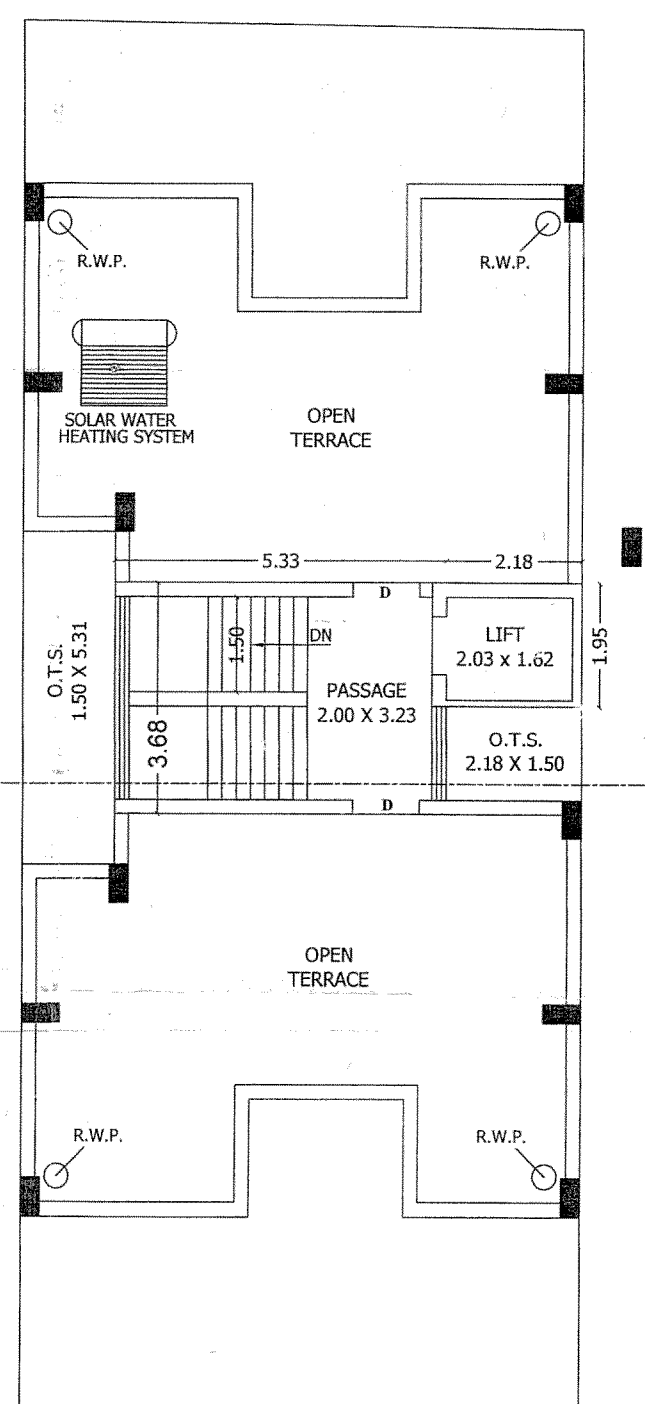 R.W.P.
R.W.P.
SOLAR WATER
HEATING SYSTEM
OPEN
TERRACE
5.33
2.18
D
O.T.S.
1.50 X 5.31
1.50
DN
LIFT
2.03 x 1.62
1.95
PASSAGE
2.00 X 3.23
3.68
O.T.S.
2.18 X 1.50
D
OPEN
TERRACE
R.W.P.
R.W.P.